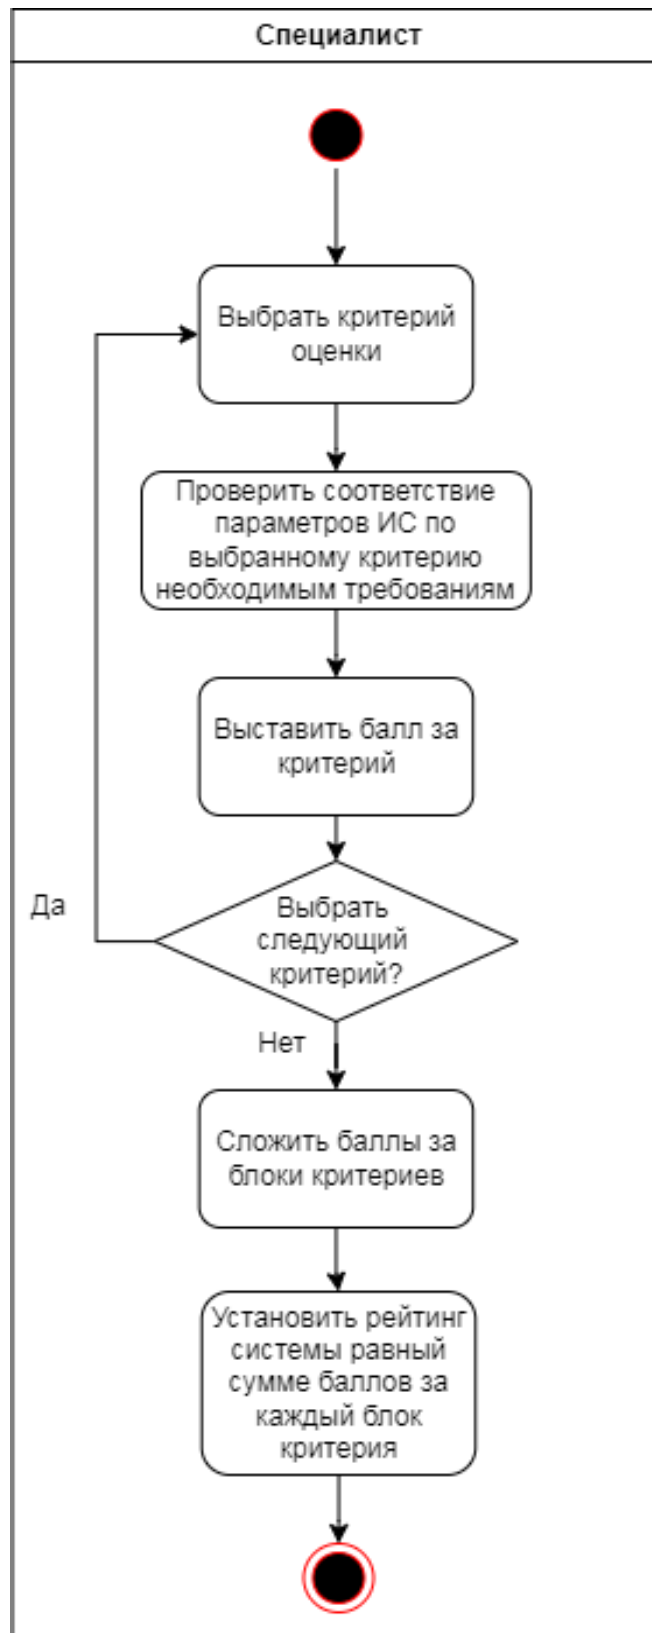 Специалист
Выбрать критерий
оценки
Проверить соответствие
параметров ИС по
выбранному критерию
необходимым требованиям
Выставить балл за
критерий
Да
Выбрать
следующий
критерий?
Нет
Сложить баллы за
блоки критериев
Установить рейтинг
системы равный
сумме баллов за
каждый блок
критерия